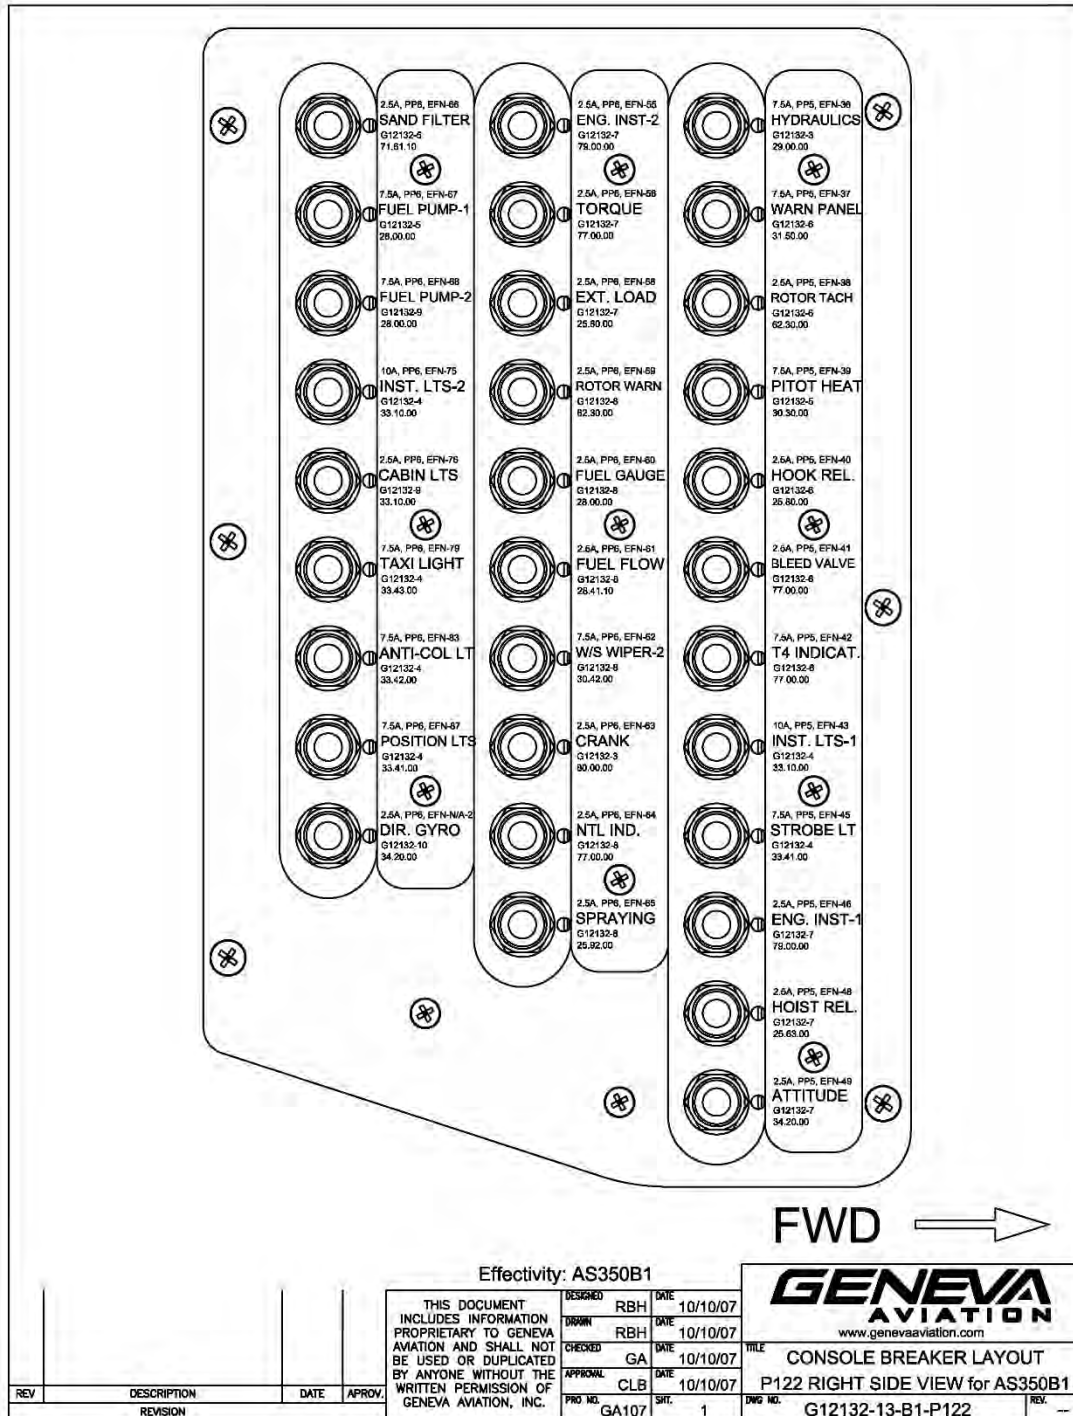 2.5A, PP6, EFN-66
SAND FILTER
G12132-5
71.61.10
7.5A, PP6, EFN-67
FUEL PUMP-1
G12132-5
28.00.00
7.5A, PP6, EFN-68
FUEL PUMP-2
G12132-9
28.00.00
10A, PP6, EFN-75
INST. LTS-2
G12132-4
33.10.00
2.5A, PP6, EFN-76
CABIN LTS
G12132-9
33.10.00
7.5A, PP6, EFN-79
TAXI LIGHT
G12132-4
33.43.00
7.5A, PP6, EFN-83
ANTI-COL LT
G12132-4
33.42.00
7.5A, PP6, EFN-87
POSITION LTS
G12132-4
33.41.00
2.5A, PP6, EFN-N/A-2
DIR. GYRO
G12132-10
34.20.00
2.5A, PP6, EFN-55
ENG. INST-2
G12132-7
79.00.00
2.5A, PP6, EFN-56
TORQUE
G12132-7
77.00.00
2.5A, PP6, EFN-58
EXT. LOAD
G12132-7
25.80.00
2.5A, PP6, EFN-59
ROTOR WARN
G12132-8
62.30.00
2.5A, PP6, EFN-60
FUEL GAUGE
G12132-8
28.00.00
2.5A, PP6, EFN-61
FUEL FLOW
G12132-8
28.41.10
7.5A, PP6, EFN-62
W/S WIPER-2
G12132-8
30.42.00
2.5A, PP6, EFN-63
CRANK
G12132-3
80.00.00
2.5A, PP6, EFN-64
NTL IND.
G12132-8
77.00.00
2.5A, PP6, EFN-65
SPRAYING
G12132-8
25.92.00
7.5A, PP5, EFN-36
HYDRAULICS
G12132-3
29.00.00
7.5A, PP5, EFN-37
WARN PANEL
G12132-6
31.50.00
2.5A, PP5, EFN-38
ROTOR TACH
G12132-6
62.30.00
7.5A, PP5, EFN-39
PITOT HEAT
G12132-5
30.30.00
2.5A, PP5, EFN-40
HOOK REL.
G12132-6
25.80.00
2.5A, PP5, EFN-41
BLEED VALVE
G12132-6
77.00.00
7.5A, PP5, EFN-42
T4 INDICAT.
G12132-6
77.00.00
10A, PP5, EFN-43
INST. LTS-1
G12132-4
33.10.00
7.5A, PP5, EFN-45
STROBE LT
G12132-4
33.41.00
2.5A, PP5, EFN-46
ENG. INST-1
G12132-7
79.00.00
2.5A, PP5, EFN-48
HOIST REL.
G12132-7
25.63.00
2.5A, PP5, EFN-49
ATTITUDE
G12132-7
34.20.00
FWD
Effectivity: AS350B1
REV DESCRIPTION DATE APROV.
REVISION
THIS DOCUMENT
INCLUDES INFORMATION
PROPRIETARY TO GENEVA
AVIATION AND SHALL NOT
BE USED OR DUPLICATED
BY ANYONE WITHOUT THE
WRITTEN PERMISSION OF
GENEVA AVIATION, INC.
DESIGNED RBH DATE 10/10/07
DRAWN RBH DATE 10/10/07
CHECKED GA DATE 10/10/07
APPROVAL CLB DATE 10/10/07
PRO NO. GA107 SHT. 1
GENEVA
AVIATION
www.genevaaviation.com
TITLE CONSOLE BREAKER LAYOUT
P122 RIGHT SIDE VIEW for AS350B1
DWG NO. G12132-13-B1-P122 REV. --